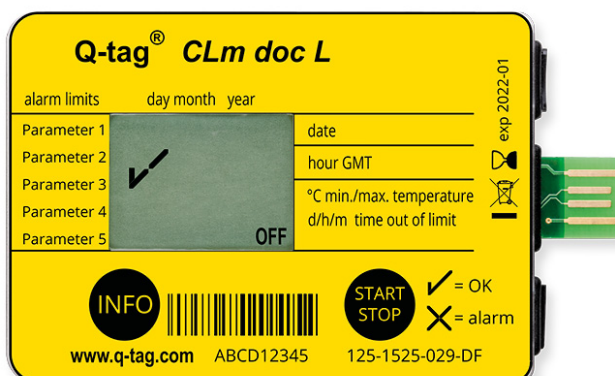 Q-tag® CLm doc L
alarm limits day month year
Parameter 1
Parameter 2
Parameter 3
Parameter 4
Parameter 5
OFF
date
hour GMT
°C min./max. temperature
d/h/m time out of limit
exp 2022-01
INFO
START
STOP
= OK
= alarm
www.q-tag.com ABCD12345 125-1525-029-DF